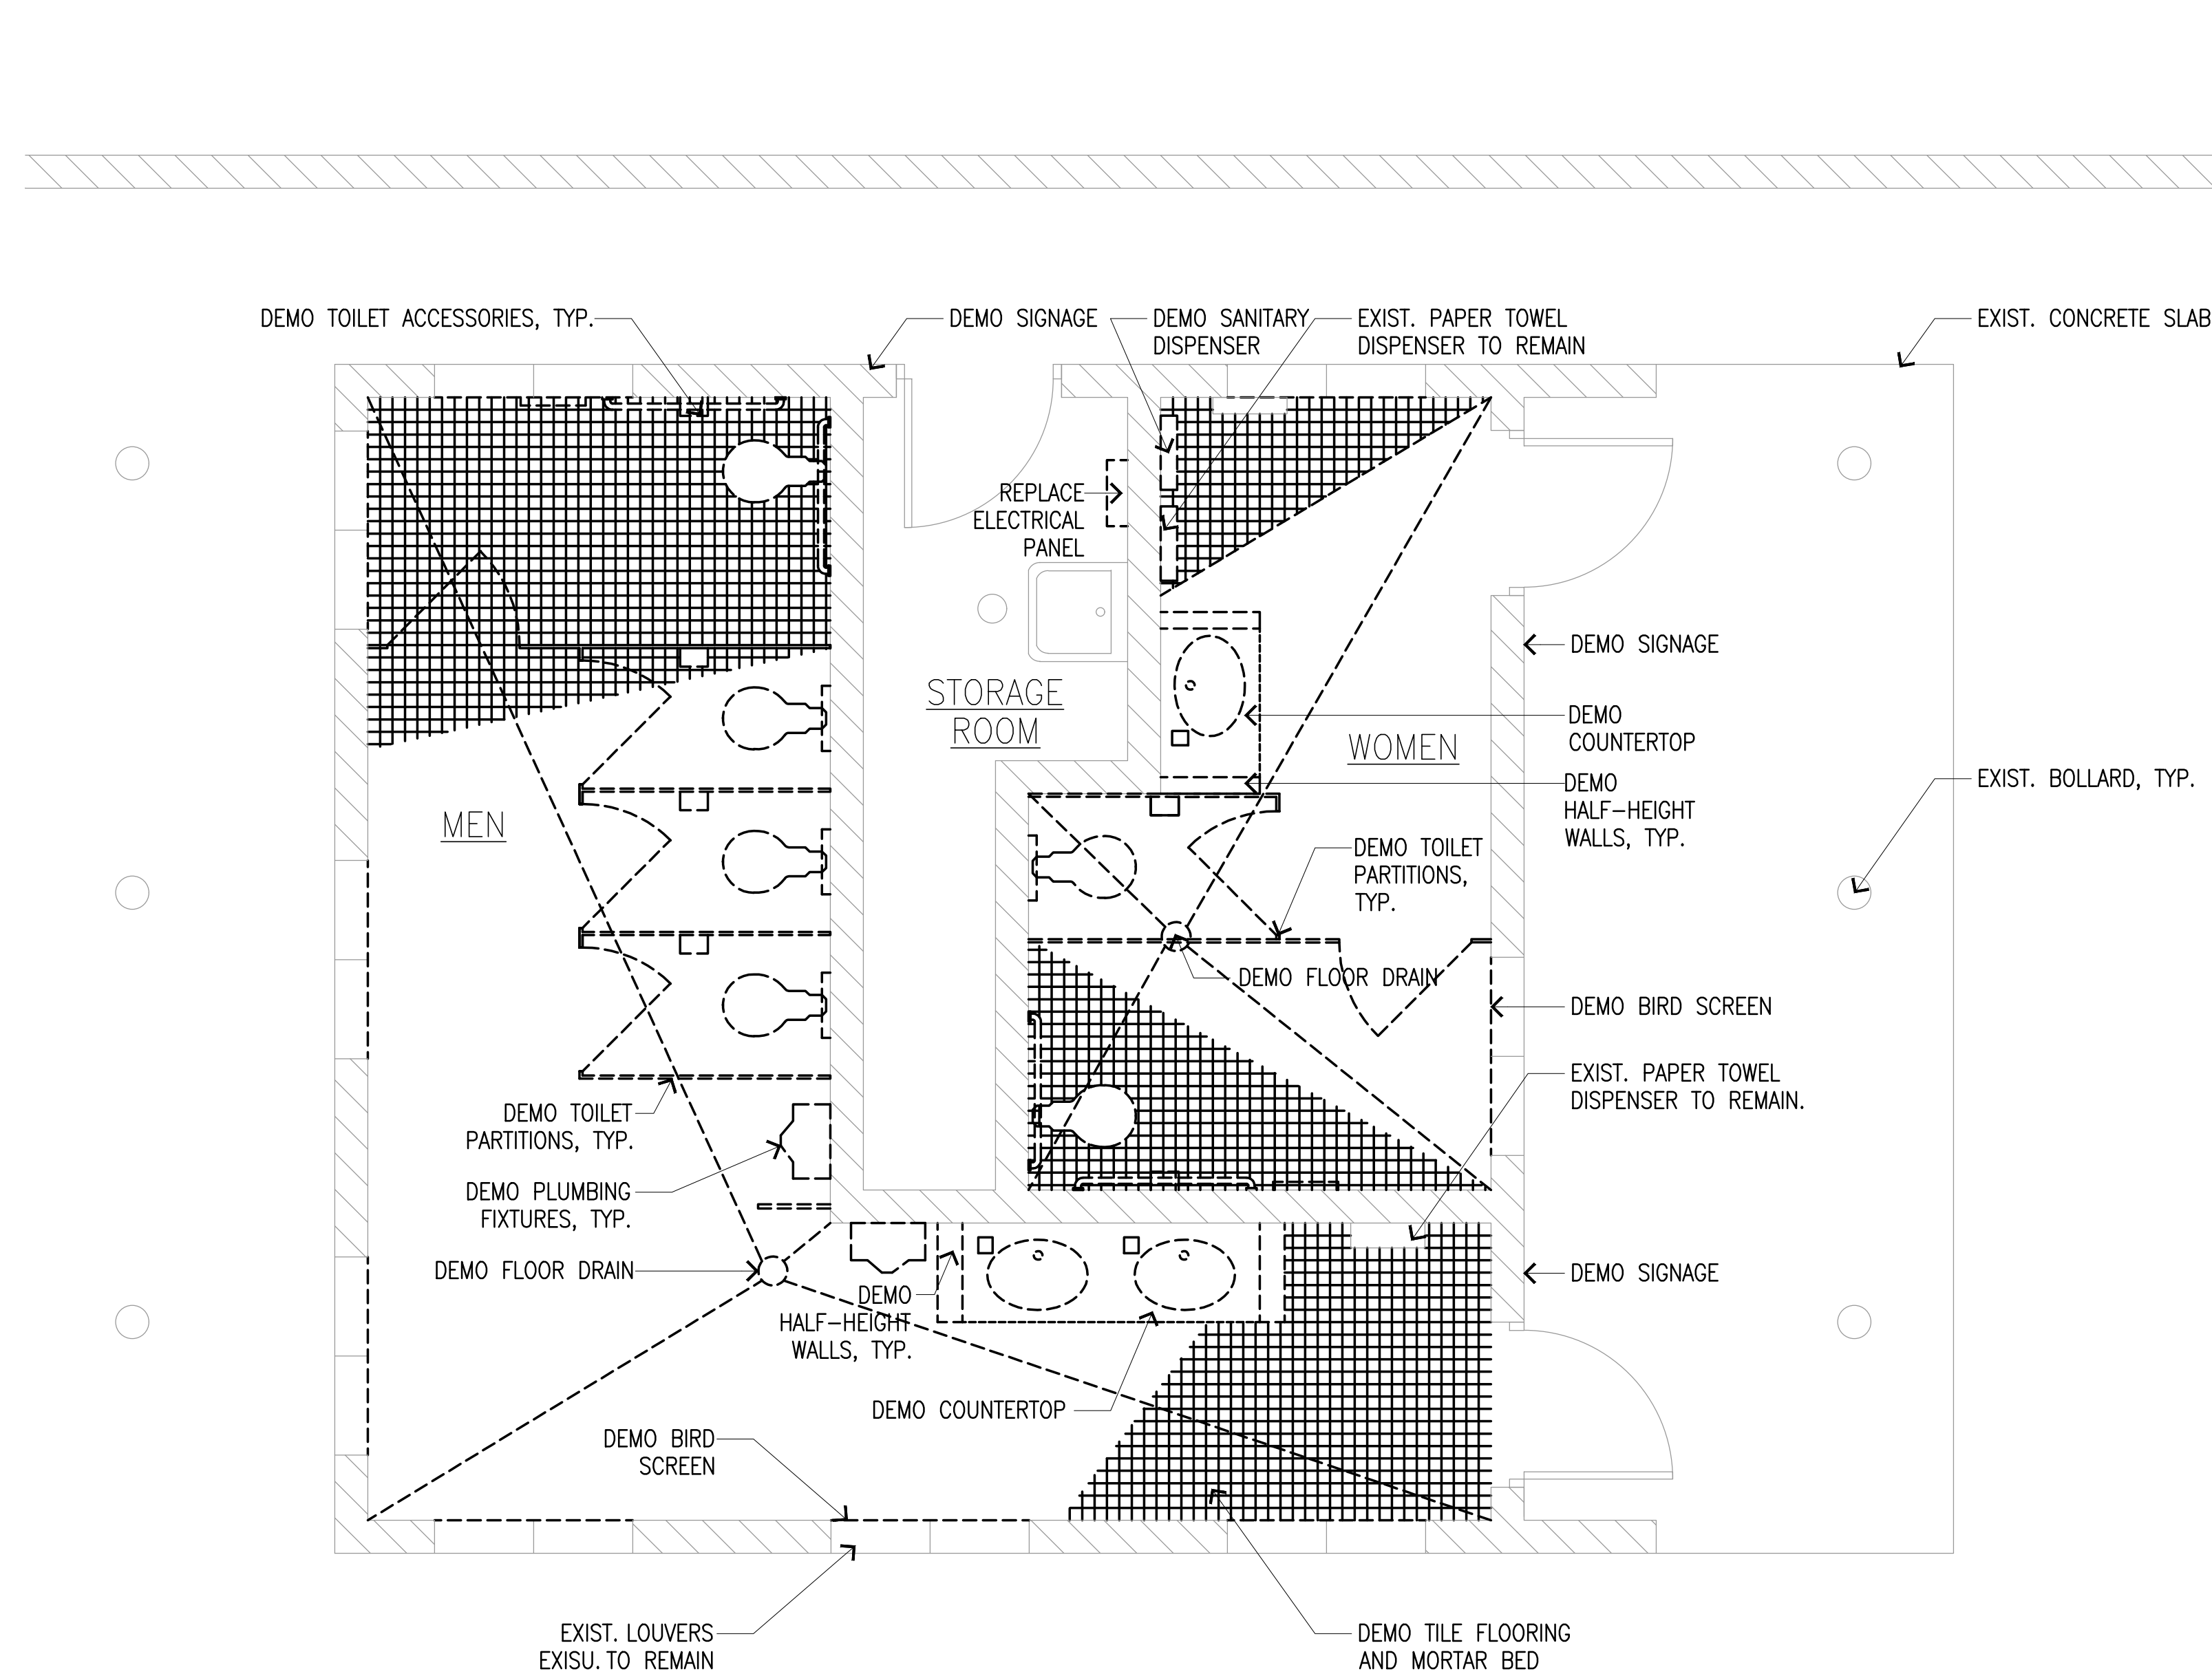 DEMO TOILET ACCESSORIES, TYP.
DEMO SIGNAGE
DEMO SANITARY
DISPENSER
EXIST. PAPER TOWEL
DISPENSER TO REMAIN
EXIST. CONCRETE SLAB
REPLACE
ELECTRICAL
PANEL
STORAGE
ROOM
WOMEN
MEN
DEMO SIGNAGE
DEMO
COUNTERTOP
DEMO
HALF-HEIGHT
WALLS, TYP.
EXIST. BOLLARD, TYP.
DEMO TOILET
PARTITIONS,
TYP.
DEMO FLOOR DRAIN
DEMO BIRD SCREEN
EXIST. PAPER TOWEL
DISPENSER TO REMAIN.
DEMO TOILET
PARTITIONS, TYP.
DEMO PLUMBING
FIXTURES, TYP.
DEMO FLOOR DRAIN
DEMO SIGNAGE
DEMO
HALF-HEIGHT
WALLS, TYP.
DEMO COUNTERTOP
DEMO BIRD
SCREEN
EXIST. LOUVERS
EXISU. TO REMAIN
DEMO TILE FLOORING
AND MORTAR BED